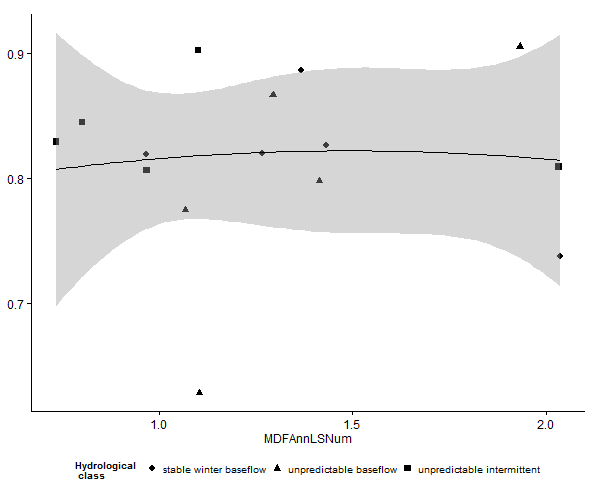 0.9
0.8
0.7
1.0 1.5 2.0
MDFAnnLSNum
Hydrological
class
stable winter baseflow unpredictable baseflow unpredictable intermittent